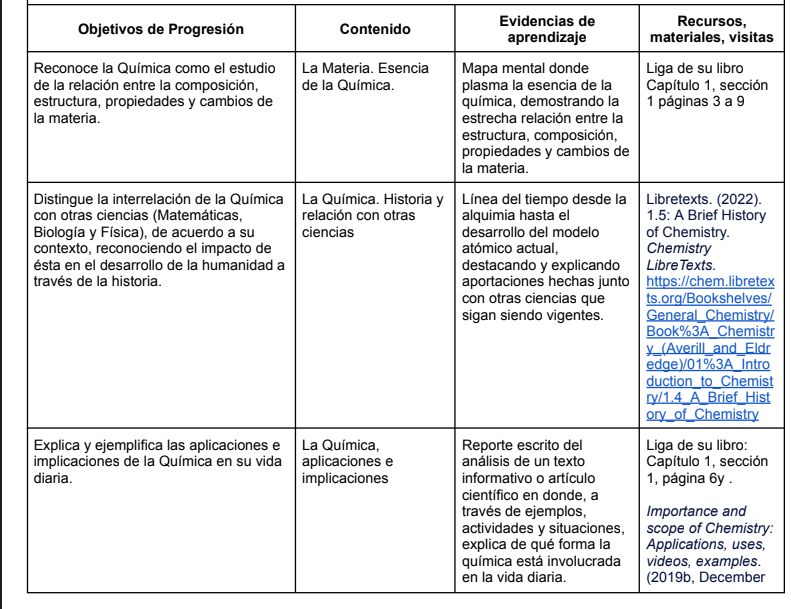 Objetivos de Progresión
Contenido
Evidencias de
aprendizaje
Recursos,
materiales, visitas
Reconoce la Química como el estudio
de la relación entre la composición,
estructura, propiedades y cambios de
la materia.
La Materia. Esencia
de la Química.
Mapa mental donde
plasma la esencia de la
química, demostrando la
estrecha relación entre la
estructura, composición,
propiedades y cambios de
la materia.
Liga de su libro
Capítulo 1, sección
1 páginas 3 a 9
Distingue la interrelación de la Química
con otras ciencias (Matemáticas,
Biología y Física), de acuerdo a su
contexto, reconociendo el impacto de
ésta en el desarrollo de la humanidad a
través de la historia.
La Química. Historia y
relación con otras
ciencias
Línea del tiempo desde la
alquimia hasta el
desarrollo del modelo
atómico actual,
destacando y explicando
aportaciones hechas junto
con otras ciencias que
sigan siendo vigentes.
Libretexts. (2022).
1.5: A Brief History
of Chemistry.
Chemistry
LibreTexts.
https://chem.libretex
ts.org/Bookshelves/
General_Chemistry/
Book%3A_Chemistr
y_(Averill_and_Eldr
edge)/01%3A_Intro
duction_to_Chemist
ry/1.4_A_Brief_Hist
ory_of_Chemistry
Explica y ejemplifica las aplicaciones e
implicaciones de la Química en su vida
diaria.
La Química,
aplicaciones e
implicaciones
Reporte escrito del
análisis de un texto
informativo o artículo
científico en donde, a
través de ejemplos,
actividades y situaciones,
explica de qué forma la
química está involucrada
en la vida diaria.
Liga de su libro:
Capítulo 1, sección
1, página 6y .
Importance and
scope of Chemistry:
Applications, uses,
videos, examples.
(2019b, December